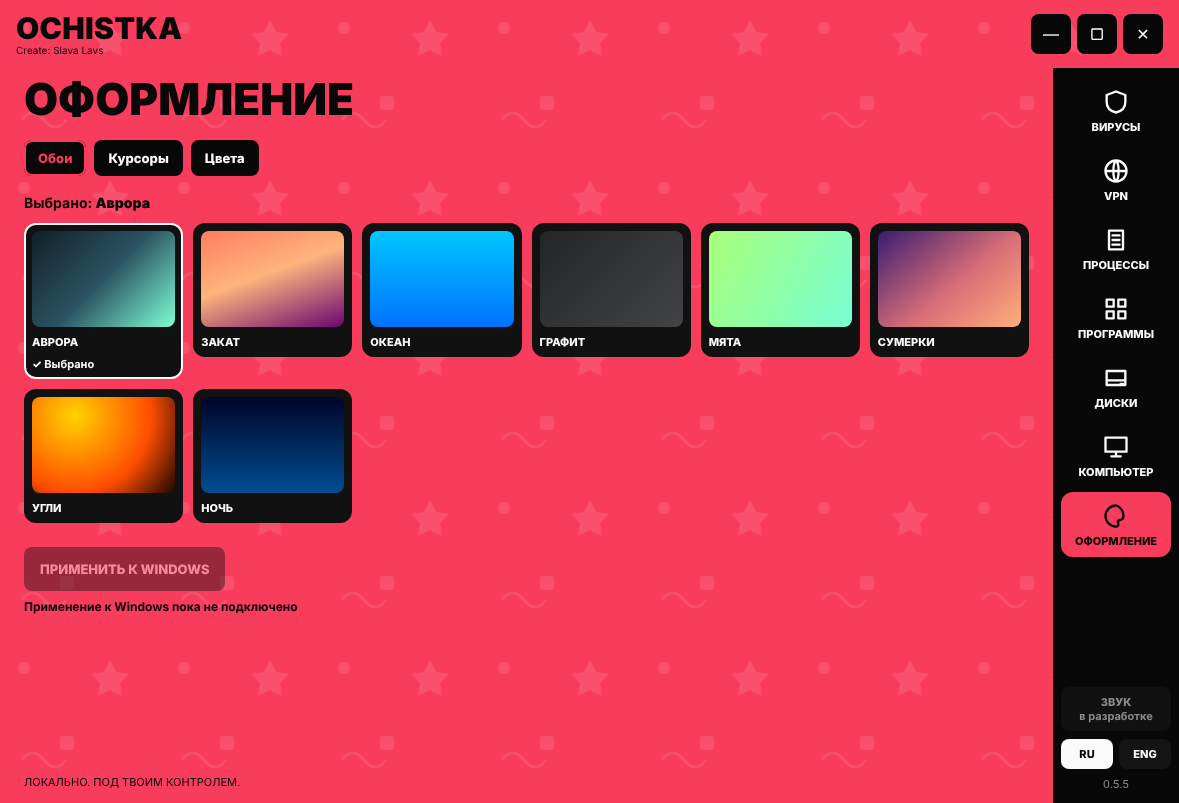 OCHISTKA
Create: Slava Lavs
ОФОРМЛЕНИЕ
Обои
Курсоры
Цвета
Выбрано: Аврора
АВРОРА
✓ Выбрано
ЗАКАТ
ОКЕАН
ГРАФИТ
МЯТА
СУМЕРКИ
УГЛИ
НОЧЬ
ПРИМЕНИТЬ К WINDOWS
Применение к Windows пока не подключено
ЛОКАЛЬНО. ПОД ТВОИМ КОНТРОЛЕМ.
ВИРУСЫ
VPN
ПРОЦЕССЫ
ПРОГРАММЫ
ДИСКИ
КОМПЬЮТЕР
ОФОРМЛЕНИЕ
ЗВУК
в разработке
RU
ENG
0.5.5